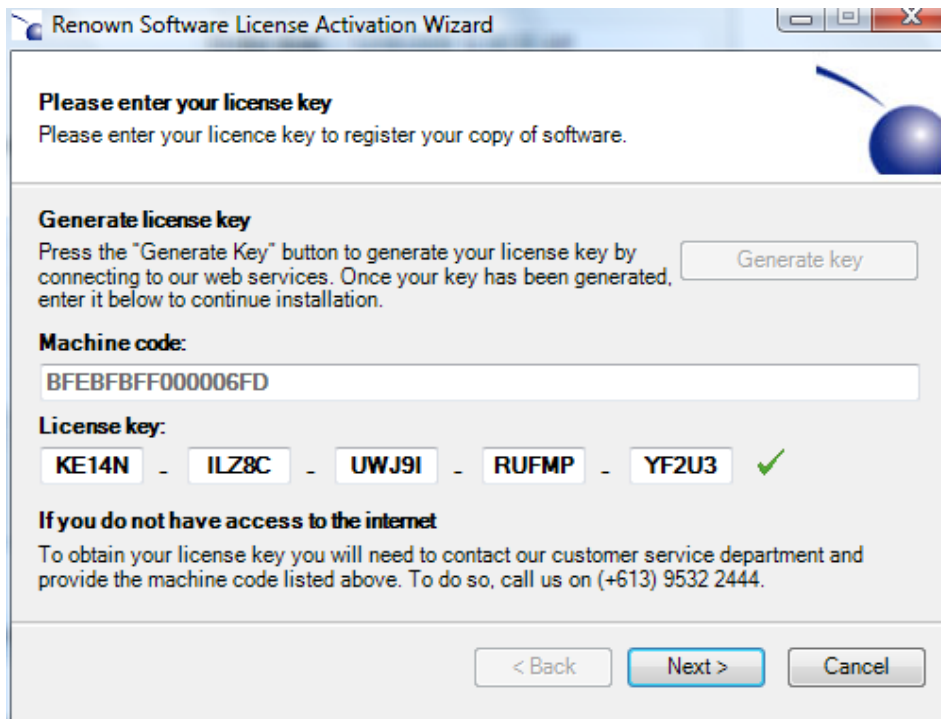 Renown Software License Activation Wizard
Please enter your license key
Please enter your licence key to register your copy of software.
Generate license key
Press the "Generate Key" button to generate your license key by
connecting to our web services. Once your key has been generated,
enter it below to continue installation.
Generate key
Machine code:
BFEBFBFF000006FD
License key:
KE14N - ILZ8C - UWJ9I - RUFMP - YF2U3
If you do not have access to the internet
To obtain your license key you will need to contact our customer service department and
provide the machine code listed above. To do so, call us on (+613) 9532 2444.
< Back Next > Cancel